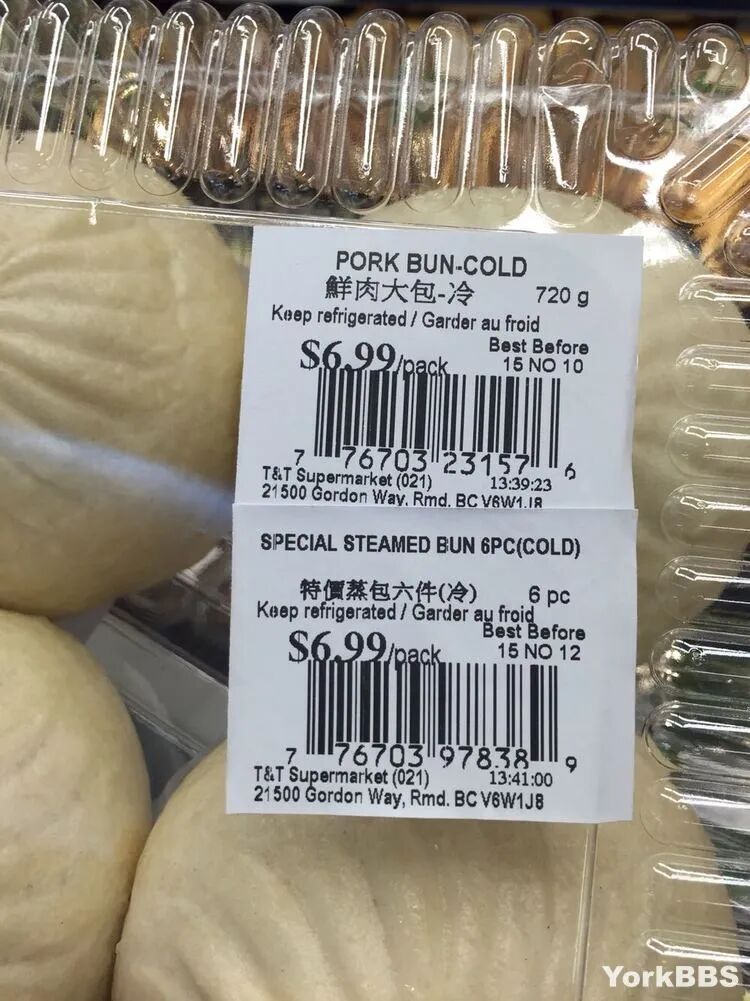 PORK BUN-COLD
鮮肉大包-冷 720 g
Keep refrigerated / Garder au froid
$6.99/pack
Best Before
15 NO 10
7 76703 23157 6
T&T Supermarket (021) 13:39:23
21500 Gordon Way, Rmd. BC V6W1J8
SPECIAL STEAMED BUN 6PC(COLD)
特價蒸包六件(冷) 6 pc
Keep refrigerated / Garder au froid
Best Before
$6.99/pack 15 NO 12
7 76703 97838 9
T&T Supermarket (021) 13:41:00
21500 Gordon Way, Rmd. BC V6W1J8
YorkBBS